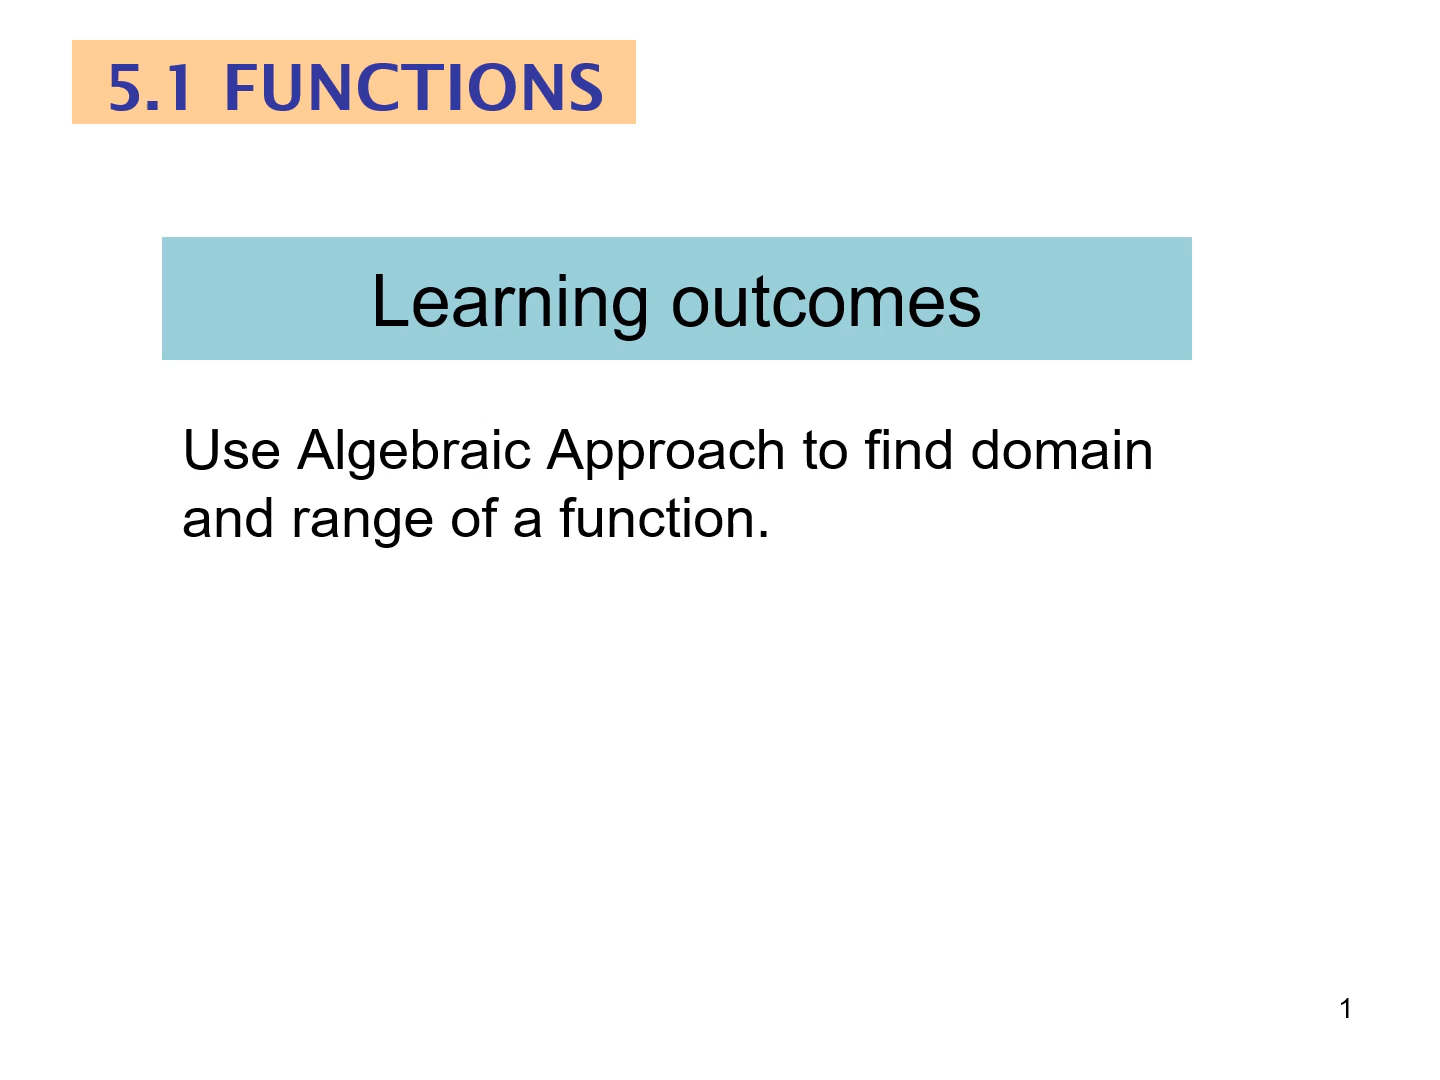 5.1 FUNCTIONS
Learning outcomes
Use Algebraic Approach to find domain
and range of a function.
1